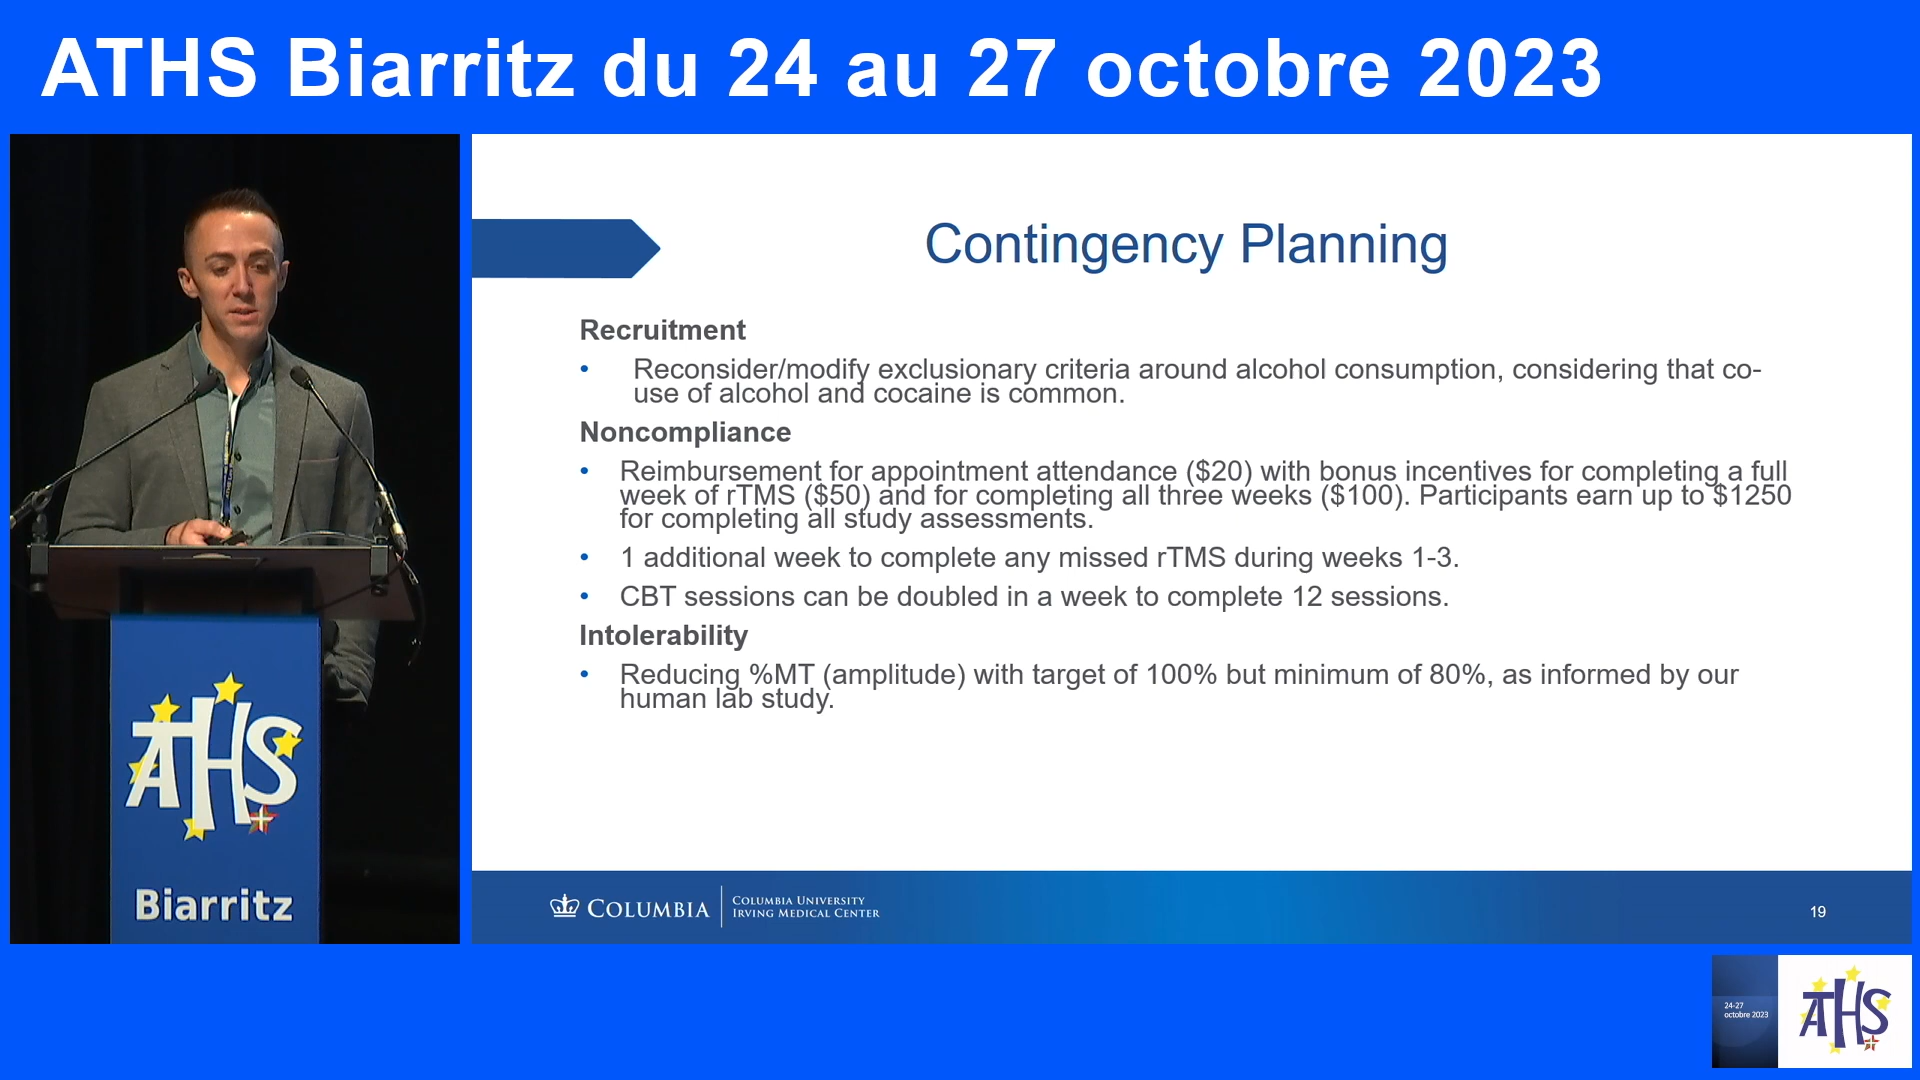 ATHS Biarritz du 24 au 27 octobre 2023
Contingency Planning
Recruitment
• Reconsider/modify exclusionary criteria around alcohol consumption, considering that co-
use of alcohol and cocaine is common.
Noncompliance
• Reimbursement for appointment attendance ($20) with bonus incentives for completing a full
week of rTMS ($50) and for completing all three weeks ($100). Participants earn up to $1250
for completing all study assessments.
• 1 additional week to complete any missed rTMS during weeks 1-3.
• CBT sessions can be doubled in a week to complete 12 sessions.
Intolerability
• Reducing %MT (amplitude) with target of 100% but minimum of 80%, as informed by our
human lab study.
COLUMBIA
COLUMBIA UNIVERSITY
IRVING MEDICAL CENTER
19
ATHS
Biarritz
24-27
octobre 2023
ATHS